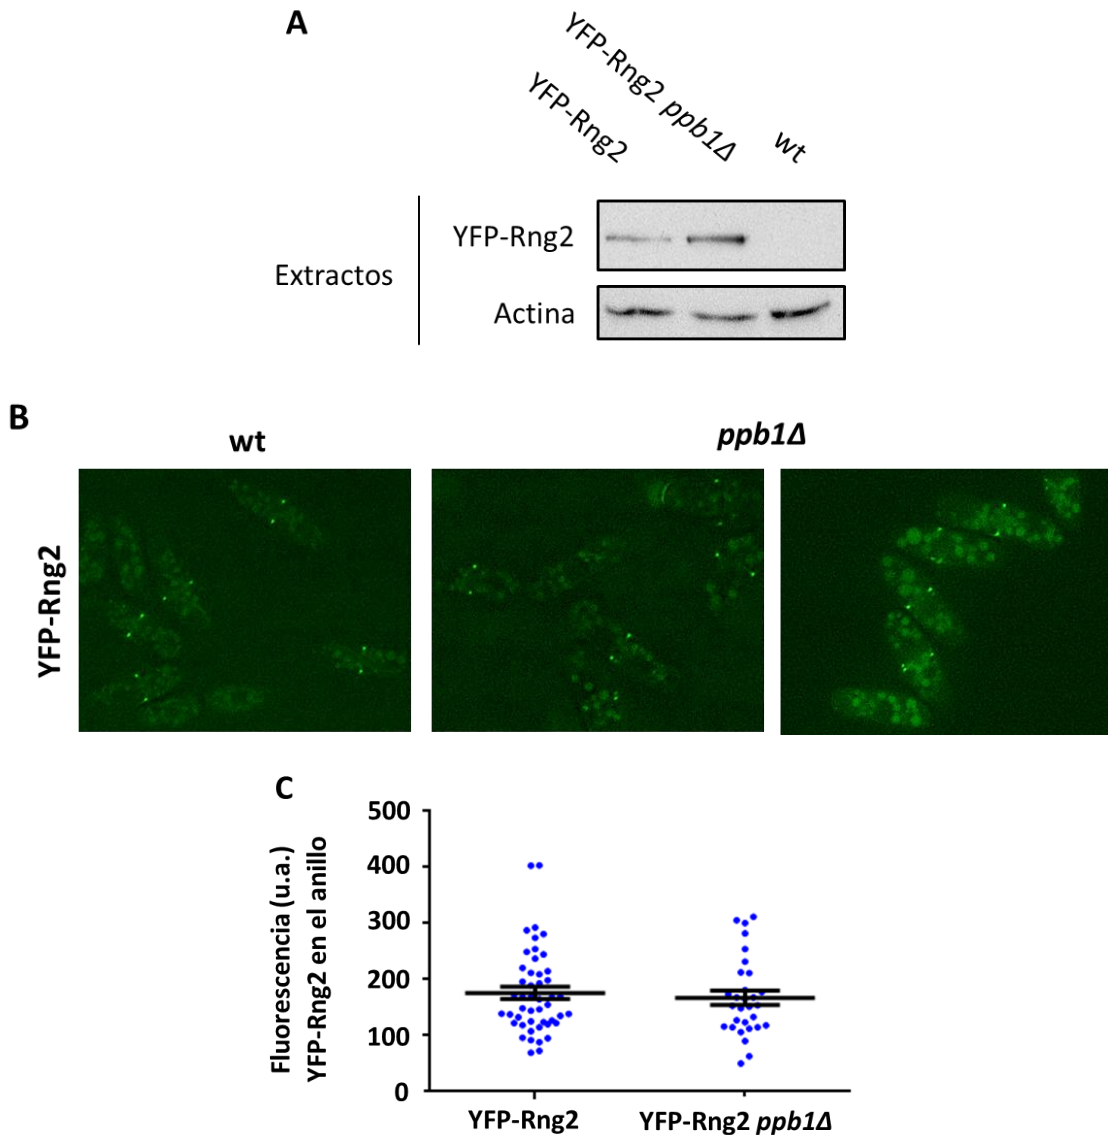 A
YFP-Rng2
YFP-Rng2 ppb1Δ
wt
Extractos
YFP-Rng2
Actina
B
wt
ppb1Δ
YFP-Rng2
C
Fluorescencia (u.a.)
YFP-Rng2 en el anillo
500
400
300
200
100
0
YFP-Rng2
YFP-Rng2 ppb1Δ